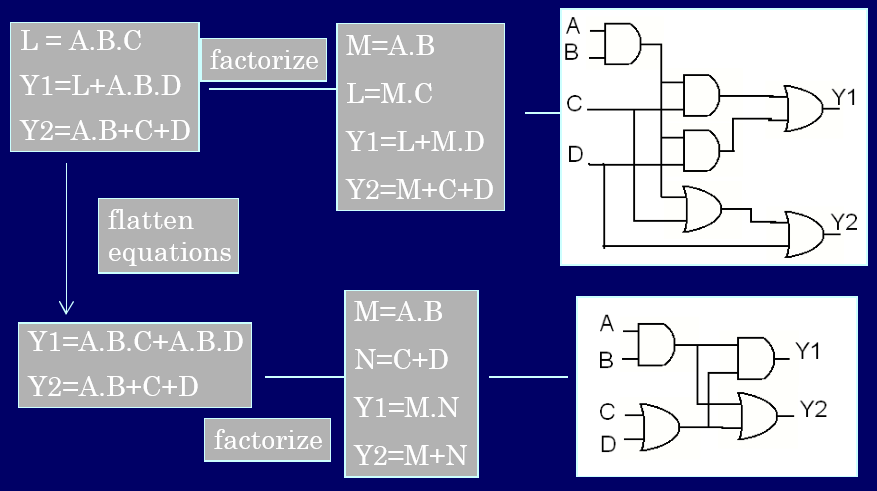 L = A.B.C
Y1=L+A.B.D
Y2=A.B+C+D
factorize
M=A.B
L=M.C
Y1=L+M.D
Y2=M+C+D
A
B
C
D
Y1
Y2
flatten
equations
Y1=A.B.C+A.B.D
Y2=A.B+C+D
factorize
M=A.B
N=C+D
Y1=M.N
Y2=M+N
A
B
C
D
Y1
Y2